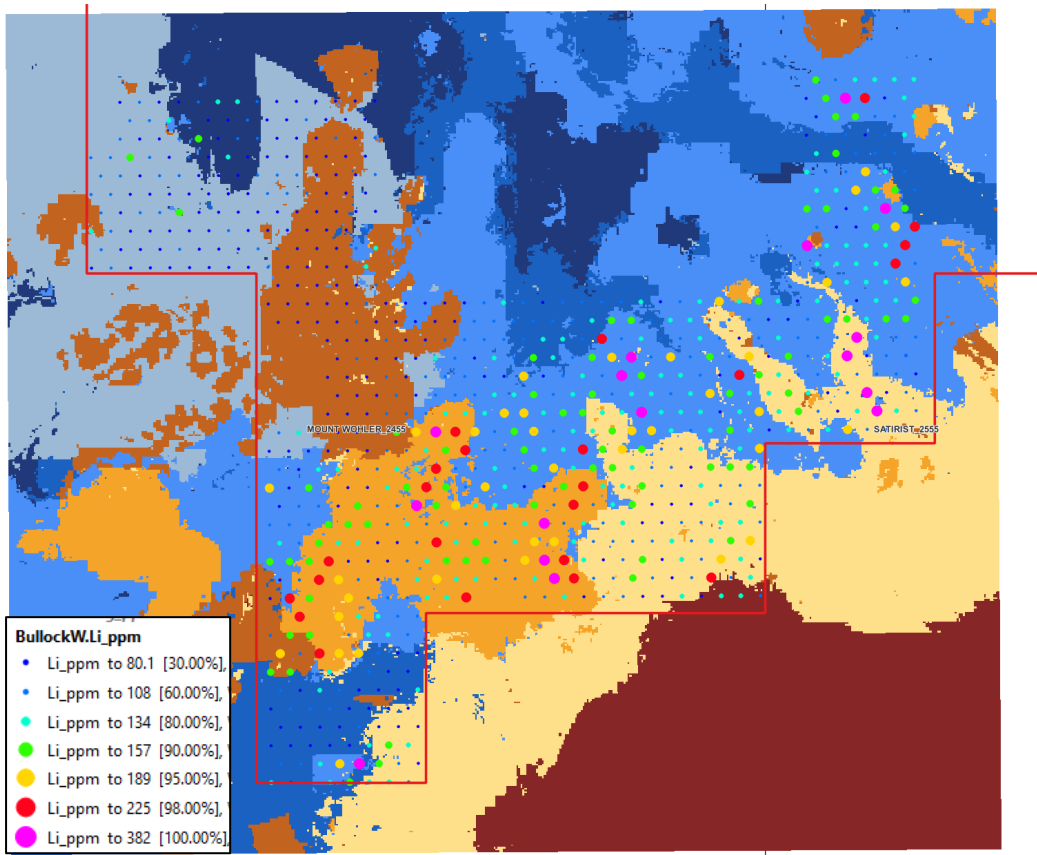 MOUNT WOHLER_2455
SATIRIST_2555
BullockW.Li_ppm
Li_ppm to 80.1 [30.00%],
Li_ppm to 108 [60.00%],
Li_ppm to 134 [80.00%],
Li_ppm to 157 [90.00%],
Li_ppm to 189 [95.00%],
Li_ppm to 225 [98.00%],
Li_ppm to 382 [100.00%],